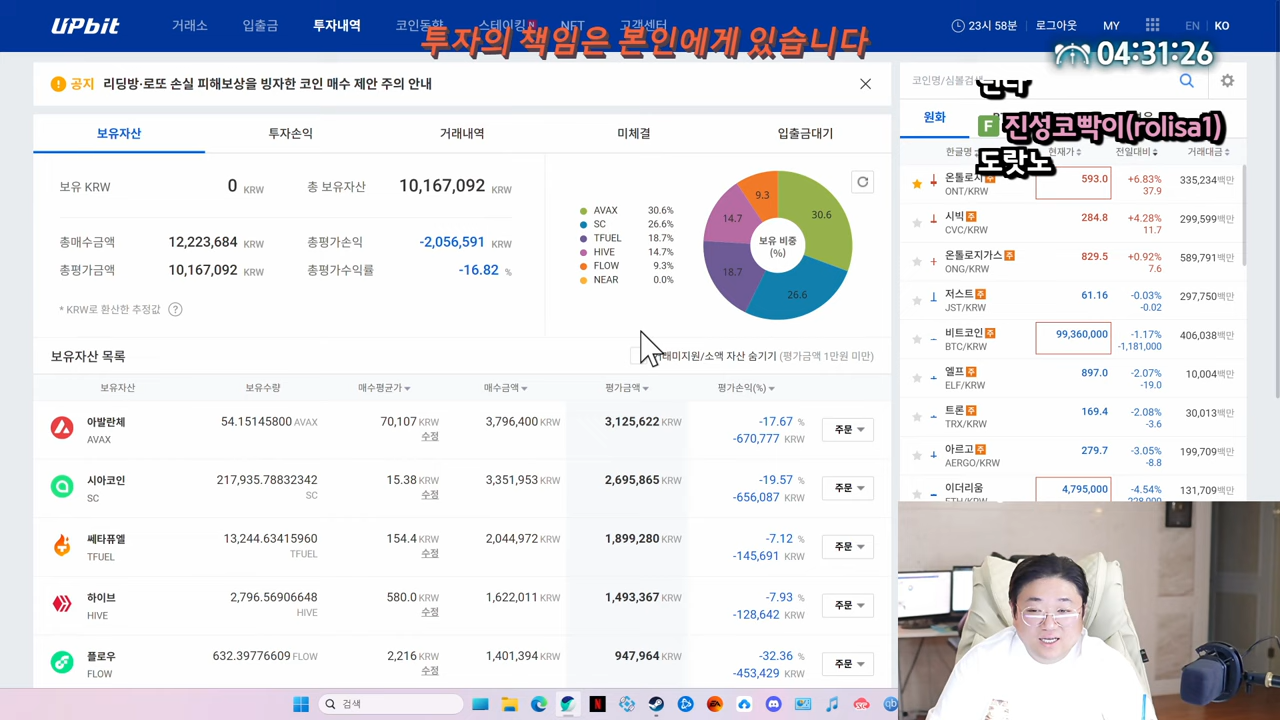 UPbit
거래소
입출금
투자내역
코인동향
스테이킹 N
NFT
고객센터
23시 58분
로그아웃
MY
EN
KO
투자의 책임은 본인에게 있습니다
04:31:26
공지
리딩방·로또 손실 피해보상을 빙자한 코인 매수 제안 주의 안내
코인명/심볼검색
F 진성코빡이(rolisa1)
도랏노
보유자산
투자손익
거래내역
미체결
입출금대기
원화
보유 KRW
0 KRW
총 보유자산
10,167,092 KRW
총매수금액
12,223,684 KRW
총평가손익
-2,056,591 KRW
총평가금액
10,167,092 KRW
총평가수익률
-16.82 %
* KRW로 환산한 추정값 ?
AVAX 30.6%
SC 26.6%
TFUEL 18.7%
HIVE 14.7%
FLOW 9.3%
NEAR 0.0%
보유 비중
(%)
30.6
26.6
18.7
14.7
9.3
보유자산 목록
거래미지원/소액 자산 숨기기 (평가금액 1만원 미만)
보유자산
보유수량
매수평균가
매수금액
평가금액
평가손익(%)
아발란체
AVAX
54.15145800 AVAX
70,107 KRW
수정
3,796,400 KRW
3,125,622 KRW
-17.67 %
-670,777 KRW
주문
시아코인
SC
217,935.78832342
SC
15.38 KRW
수정
3,351,953 KRW
2,695,865 KRW
-19.57 %
-656,087 KRW
주문
쎄타퓨엘
TFUEL
13,244.63415960
TFUEL
154.4 KRW
수정
2,044,972 KRW
1,899,280 KRW
-7.12 %
-145,691 KRW
주문
하이브
HIVE
2,796.56906648
HIVE
580.0 KRW
수정
1,622,011 KRW
1,493,367 KRW
-7.93 %
-128,642 KRW
주문
플로우
FLOW
632.39776609 FLOW
2,216 KRW
수정
1,401,394 KRW
947,964 KRW
-32.36 %
-453,429 KRW
주문
한글명
현재가
전일대비
거래대금
온톨로지 주
ONT/KRW
593.0
+6.83%
37.9
335,234백만
시빅 주
CVC/KRW
284.8
+4.28%
11.7
299,599백만
온톨로지가스 주
ONG/KRW
829.5
+0.92%
7.6
589,791백만
저스트 주
JST/KRW
61.16
-0.03%
-0.02
297,750백만
비트코인 주
BTC/KRW
99,360,000
-1.17%
-1,181,000
406,038백만
엘프 주
ELF/KRW
897.0
-2.07%
-19.0
10,004백만
트론 주
TRX/KRW
169.4
-2.08%
-3.6
30,013백만
아르고 주
AERGO/KRW
279.7
-3.05%
-8.8
199,709백만
이더리움
ETH/KRW
4,795,000
-4.54%
131,709백만
검색